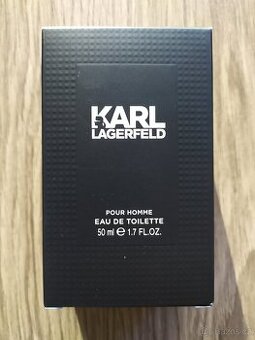 KARL
LAGERFELD
POUR HOMME
EAU DE TOILETTE
50 ml ℮ 1.7 FL.OZ.